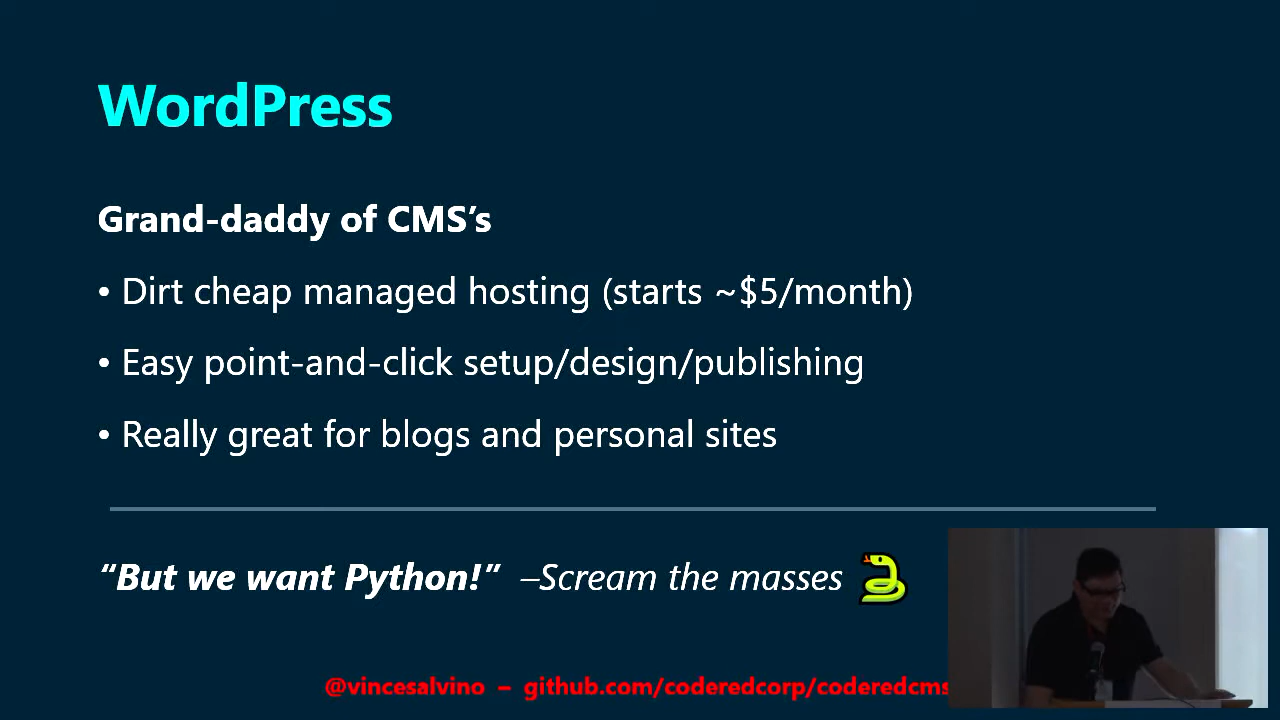 WordPress
Grand-daddy of CMS’s
• Dirt cheap managed hosting (starts ~$5/month)
• Easy point-and-click setup/design/publishing
• Really great for blogs and personal sites
“But we want Python!” –Scream the masses
@vincesalvino – github.com/coderedcorp/coderedcms